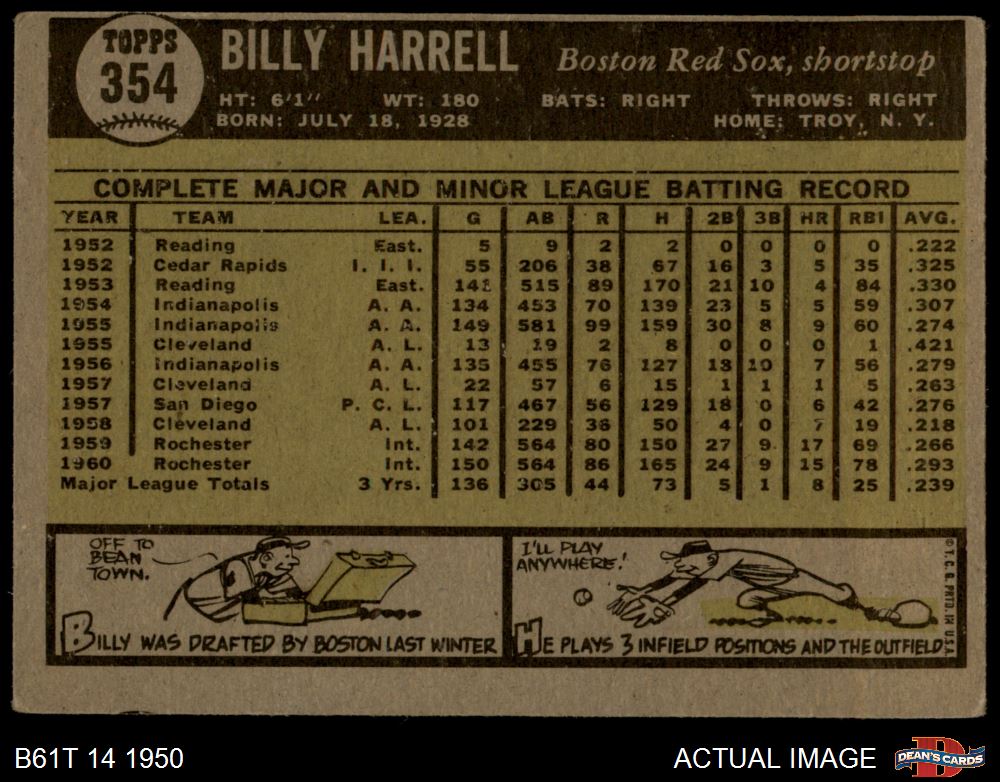 TOPPS
354
BILLY HARRELL Boston Red Sox, shortstop
HT: 6'1" WT: 180 BATS: RIGHT THROWS: RIGHT
BORN: JULY 18, 1928 HOME: TROY, N. Y.
COMPLETE MAJOR AND MINOR LEAGUE BATTING RECORD
YEAR TEAM LEA. G AB R H 2B 3B HR RBI AVG.
1952 Reading East. 5 9 2 2 0 0 0 0 .222
1952 Cedar Rapids I. I. I. 55 206 38 67 16 3 5 35 .325
1953 Reading East. 515 89 170 21 10 4 84 .330
1954 Indianapolis A. A. 134 453 70 139 23 5 5 59 .307
1955 Indianapolis A. A. 149 581 99 159 30 8 9 60 .274
1955 Cleveland A. L. 13 19 2 8 0 0 0 1 .421
1956 Indianapolis A. A. 135 455 76 127 18 10 7 56 .279
1957 Cleveland A. L. 22 57 6 15 1 1 1 5 .263
1957 San Diego P. C. L. 117 467 56 129 18 0 6 42 .276
1958 Cleveland A. L. 101 229 36 50 4 0 7 19 .218
1959 Rochester Int. 142 564 80 150 27 9 17 69 .266
1960 Rochester Int. 150 564 86 165 24 9 15 78 .293
Major League Totals 3 Yrs. 136 305 44 73 5 1 8 25 .239
OFF TO
BEAN
TOWN.
BILLY WAS DRAFTED BY BOSTON LAST WINTER
I'LL PLAY
ANYWHERE!
HE PLAYS 3 INFIELD POSITIONS AND THE OUTFIELD.
© T. C. G. PRTD. IN U.S.A.
B61T 14 1950 ACTUAL IMAGE
D
DEAN'S CARDS